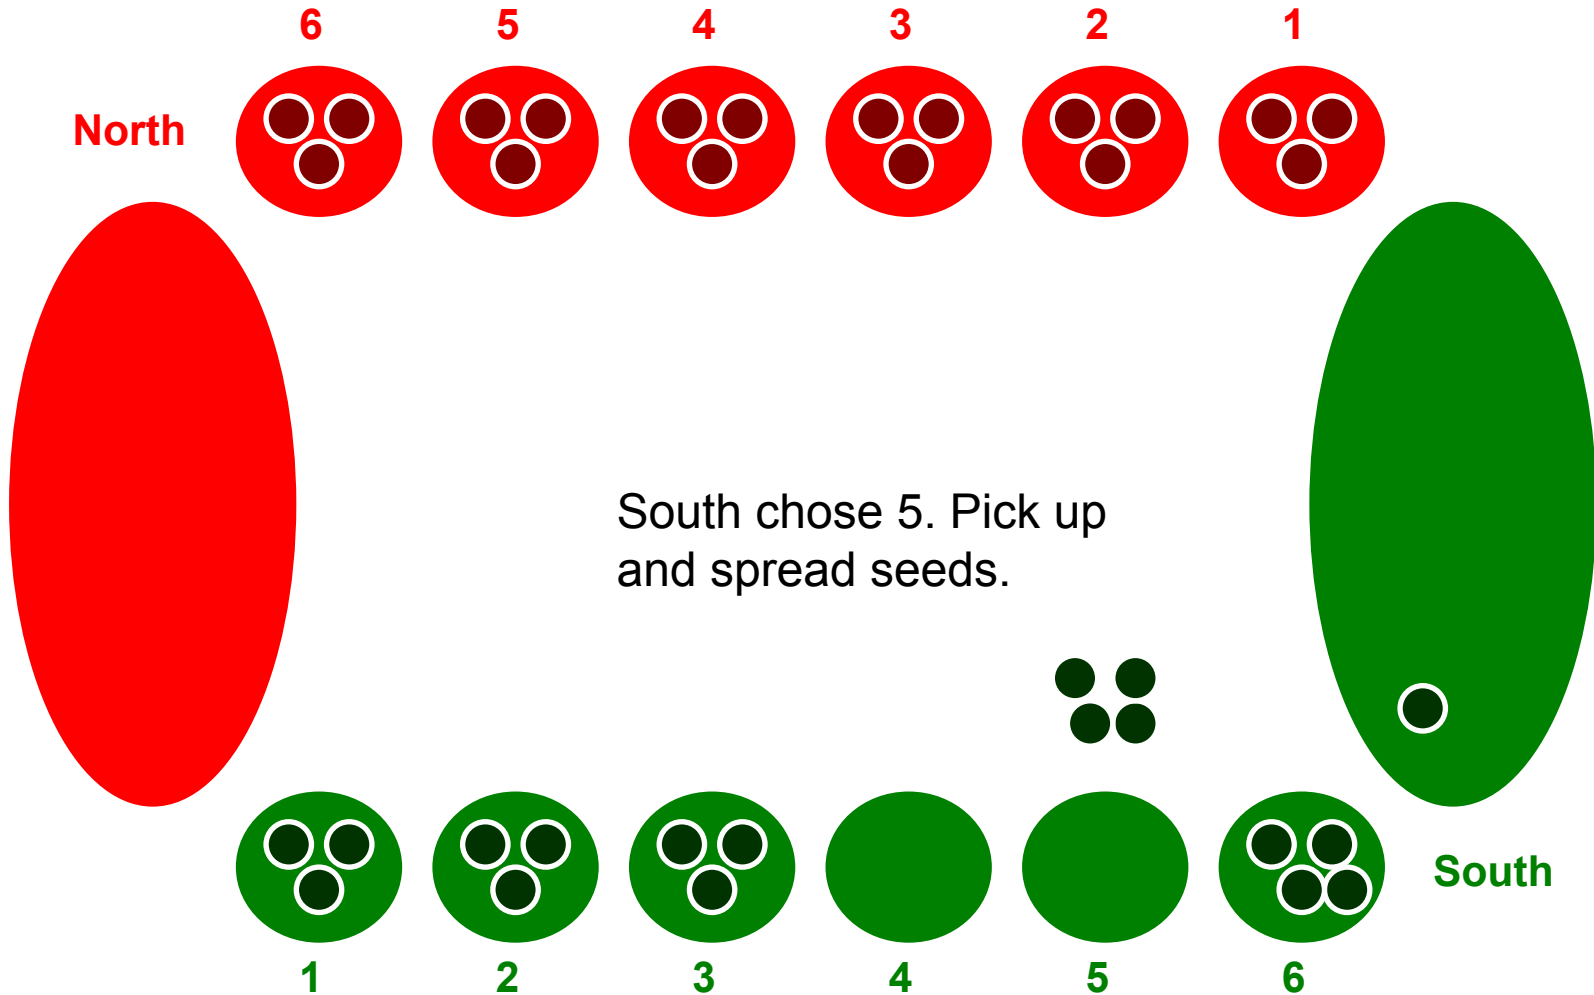 6 5 4 3 2 1
North
South chose 5. Pick up
and spread seeds.
South
1 2 3 4 5 6